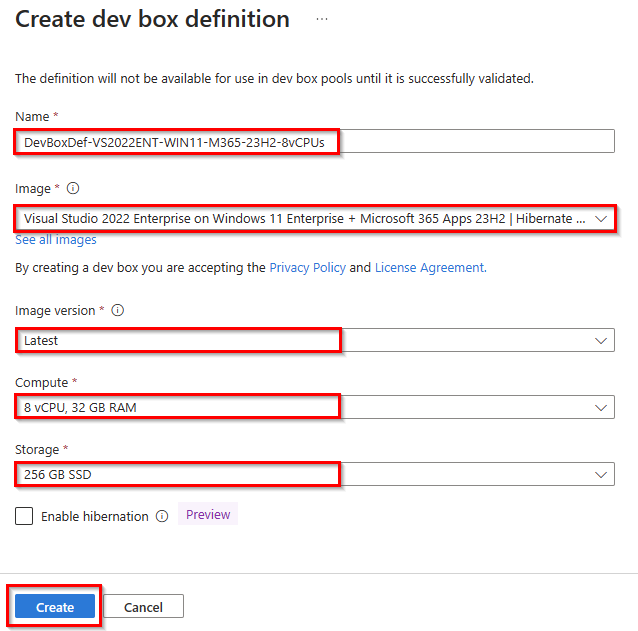 Create dev box definition ...
The definition will not be available for use in dev box pools until it is successfully validated.
Name *
DevBoxDef-VS2022ENT-WIN11-M365-23H2-8vCPUs
Image *
Visual Studio 2022 Enterprise on Windows 11 Enterprise + Microsoft 365 Apps 23H2 | Hibernate ...
See all images
By creating a dev box you are accepting the Privacy Policy and License Agreement.
Image version *
Latest
Compute *
8 vCPU, 32 GB RAM
Storage *
256 GB SSD
Enable hibernation Preview
Create Cancel